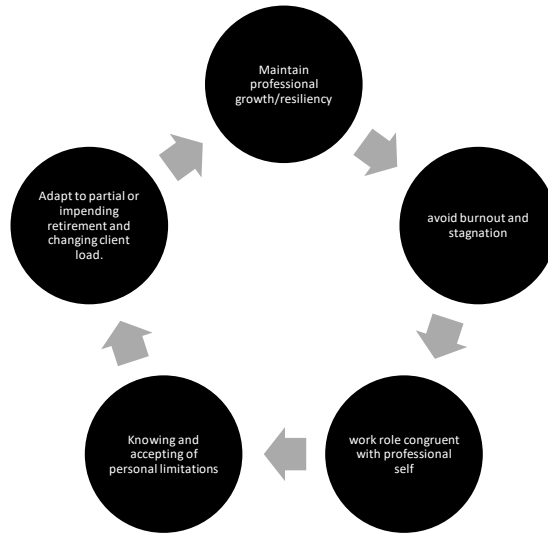 Maintain
professional
growth/resiliency
avoid burnout and
stagnation
work role congruent
with professional
self
Knowing and
accepting of
personal limitations
Adapt to partial or
impending
retirement and
changing client
load.